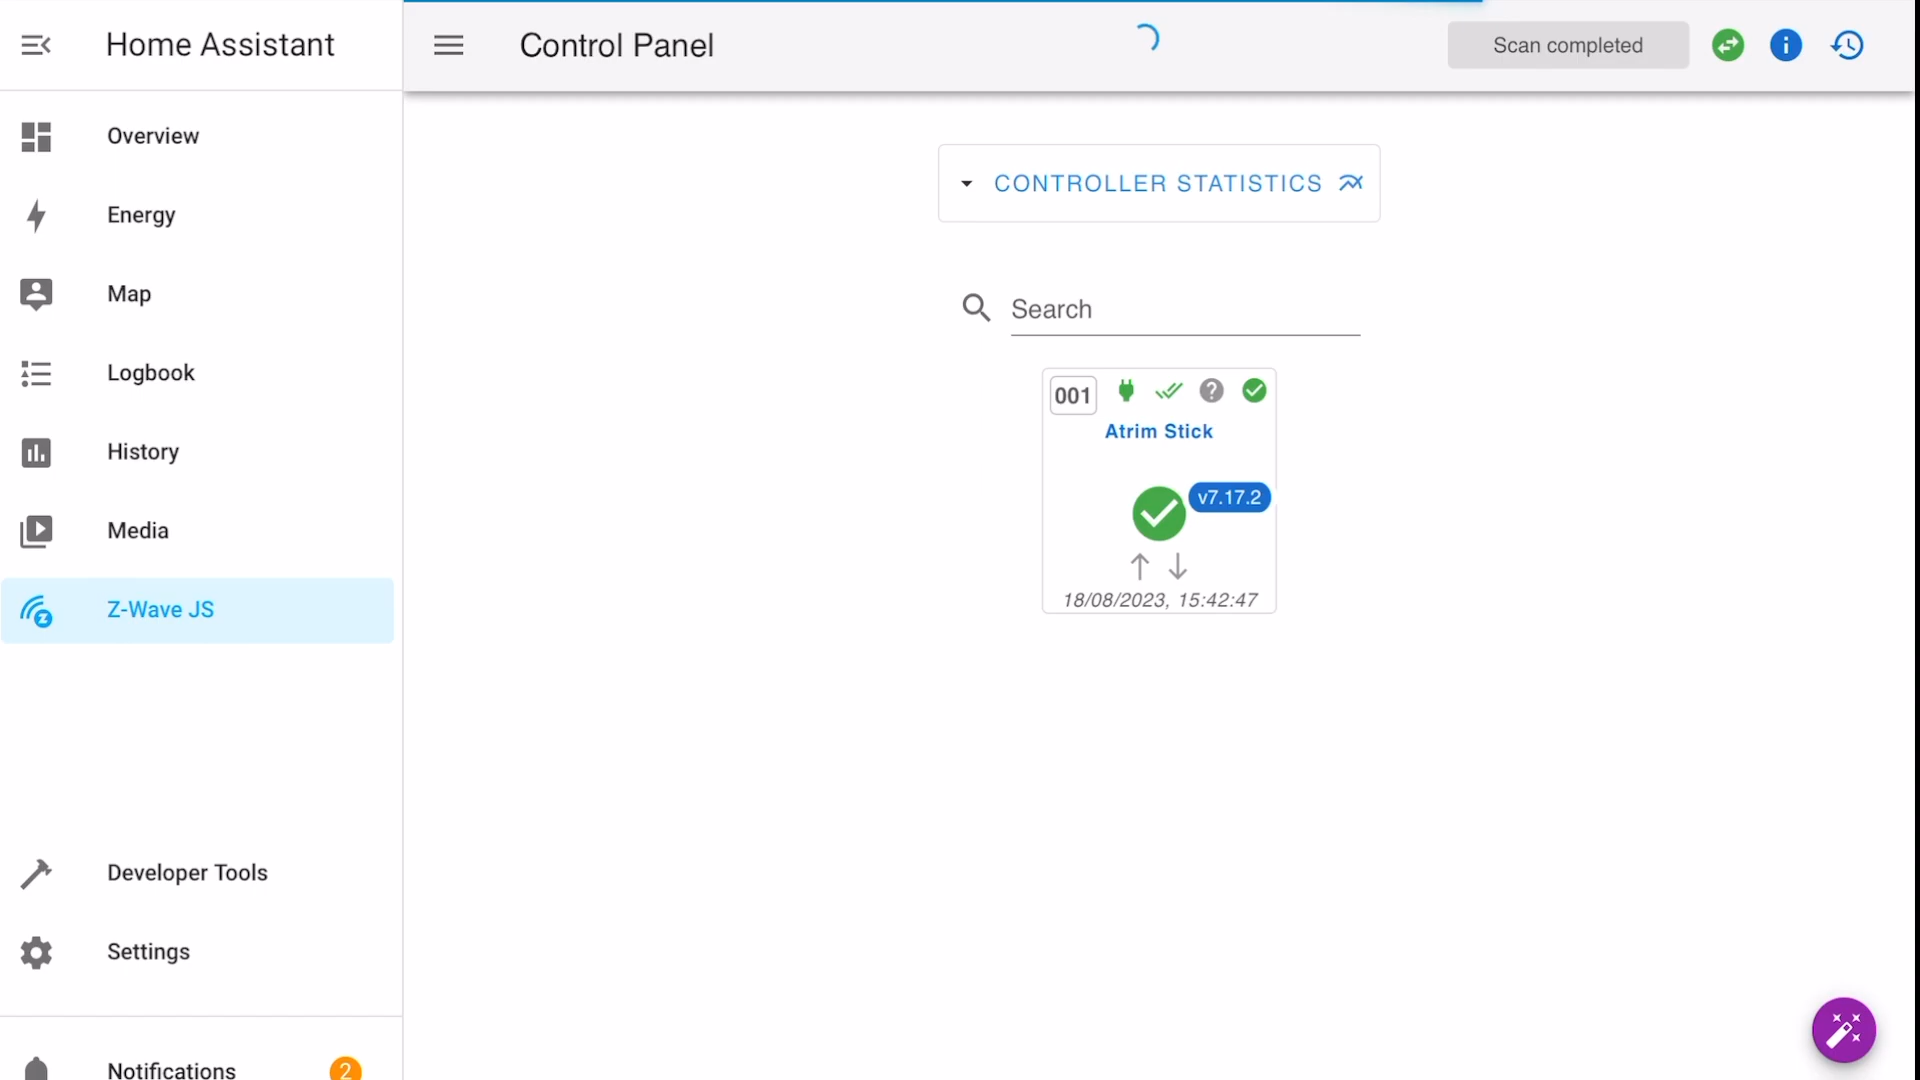 Home Assistant
Control Panel
Scan completed
Overview
Energy
Map
Logbook
History
Media
Z-Wave JS
Developer Tools
Settings
Notifications
2
CONTROLLER STATISTICS
Search
001
Atrim Stick
v7.17.2
18/08/2023, 15:42:47